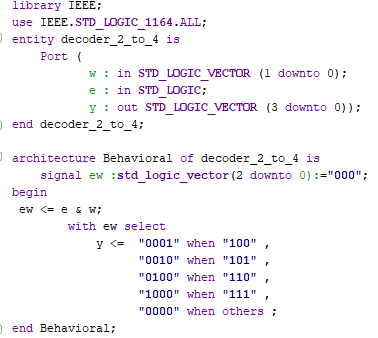 library IEEE;
use IEEE.STD_LOGIC_1164.ALL;
entity decoder_2_to_4 is
Port (
w : in STD_LOGIC_VECTOR (1 downto 0);
e : in STD_LOGIC;
y : out STD_LOGIC_VECTOR (3 downto 0));
end decoder_2_to_4;
architecture Behavioral of decoder_2_to_4 is
signal ew :std_logic_vector(2 downto 0):="000";
begin
ew <= e & w;
with ew select
y <= "0001" when "100" ,
"0010" when "101" ,
"0100" when "110" ,
"1000" when "111" ,
"0000" when others ;
end Behavioral;